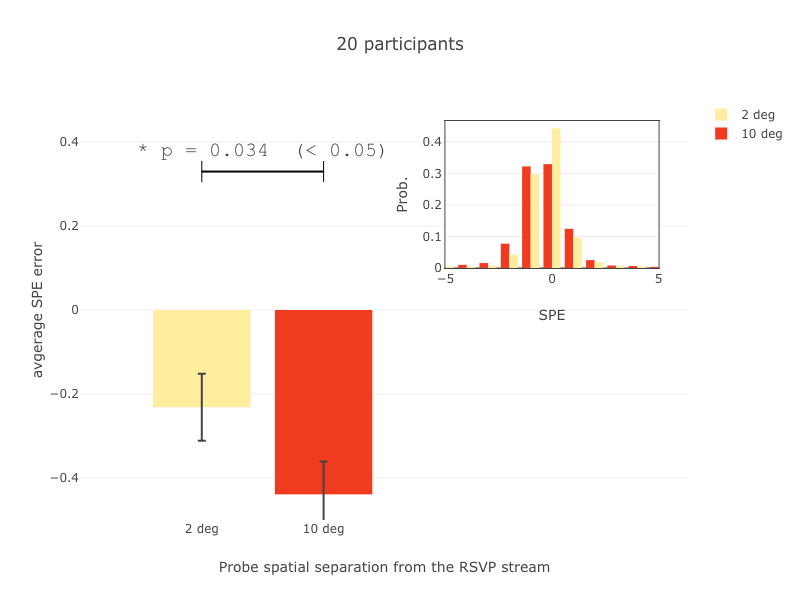 20 participants
2 deg
10 deg
* p = 0.034  (< 0.05)
avgerage SPE error
0.4
0.2
0
−0.2
−0.4
2 deg
10 deg
Probe spatial separation from the RSVP stream
Prob.
0.4
0.3
0.2
0.1
0
−5
0
5
SPE